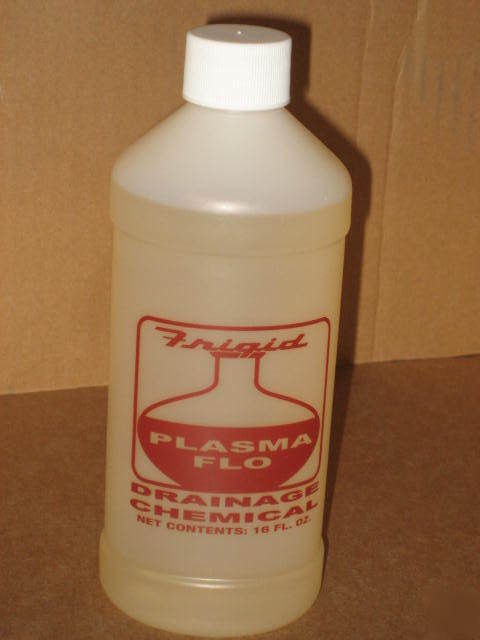 Frigid
PLASMA
FLO
DRAINAGE
CHEMICAL
NET CONTENTS: 16 FL. OZ.